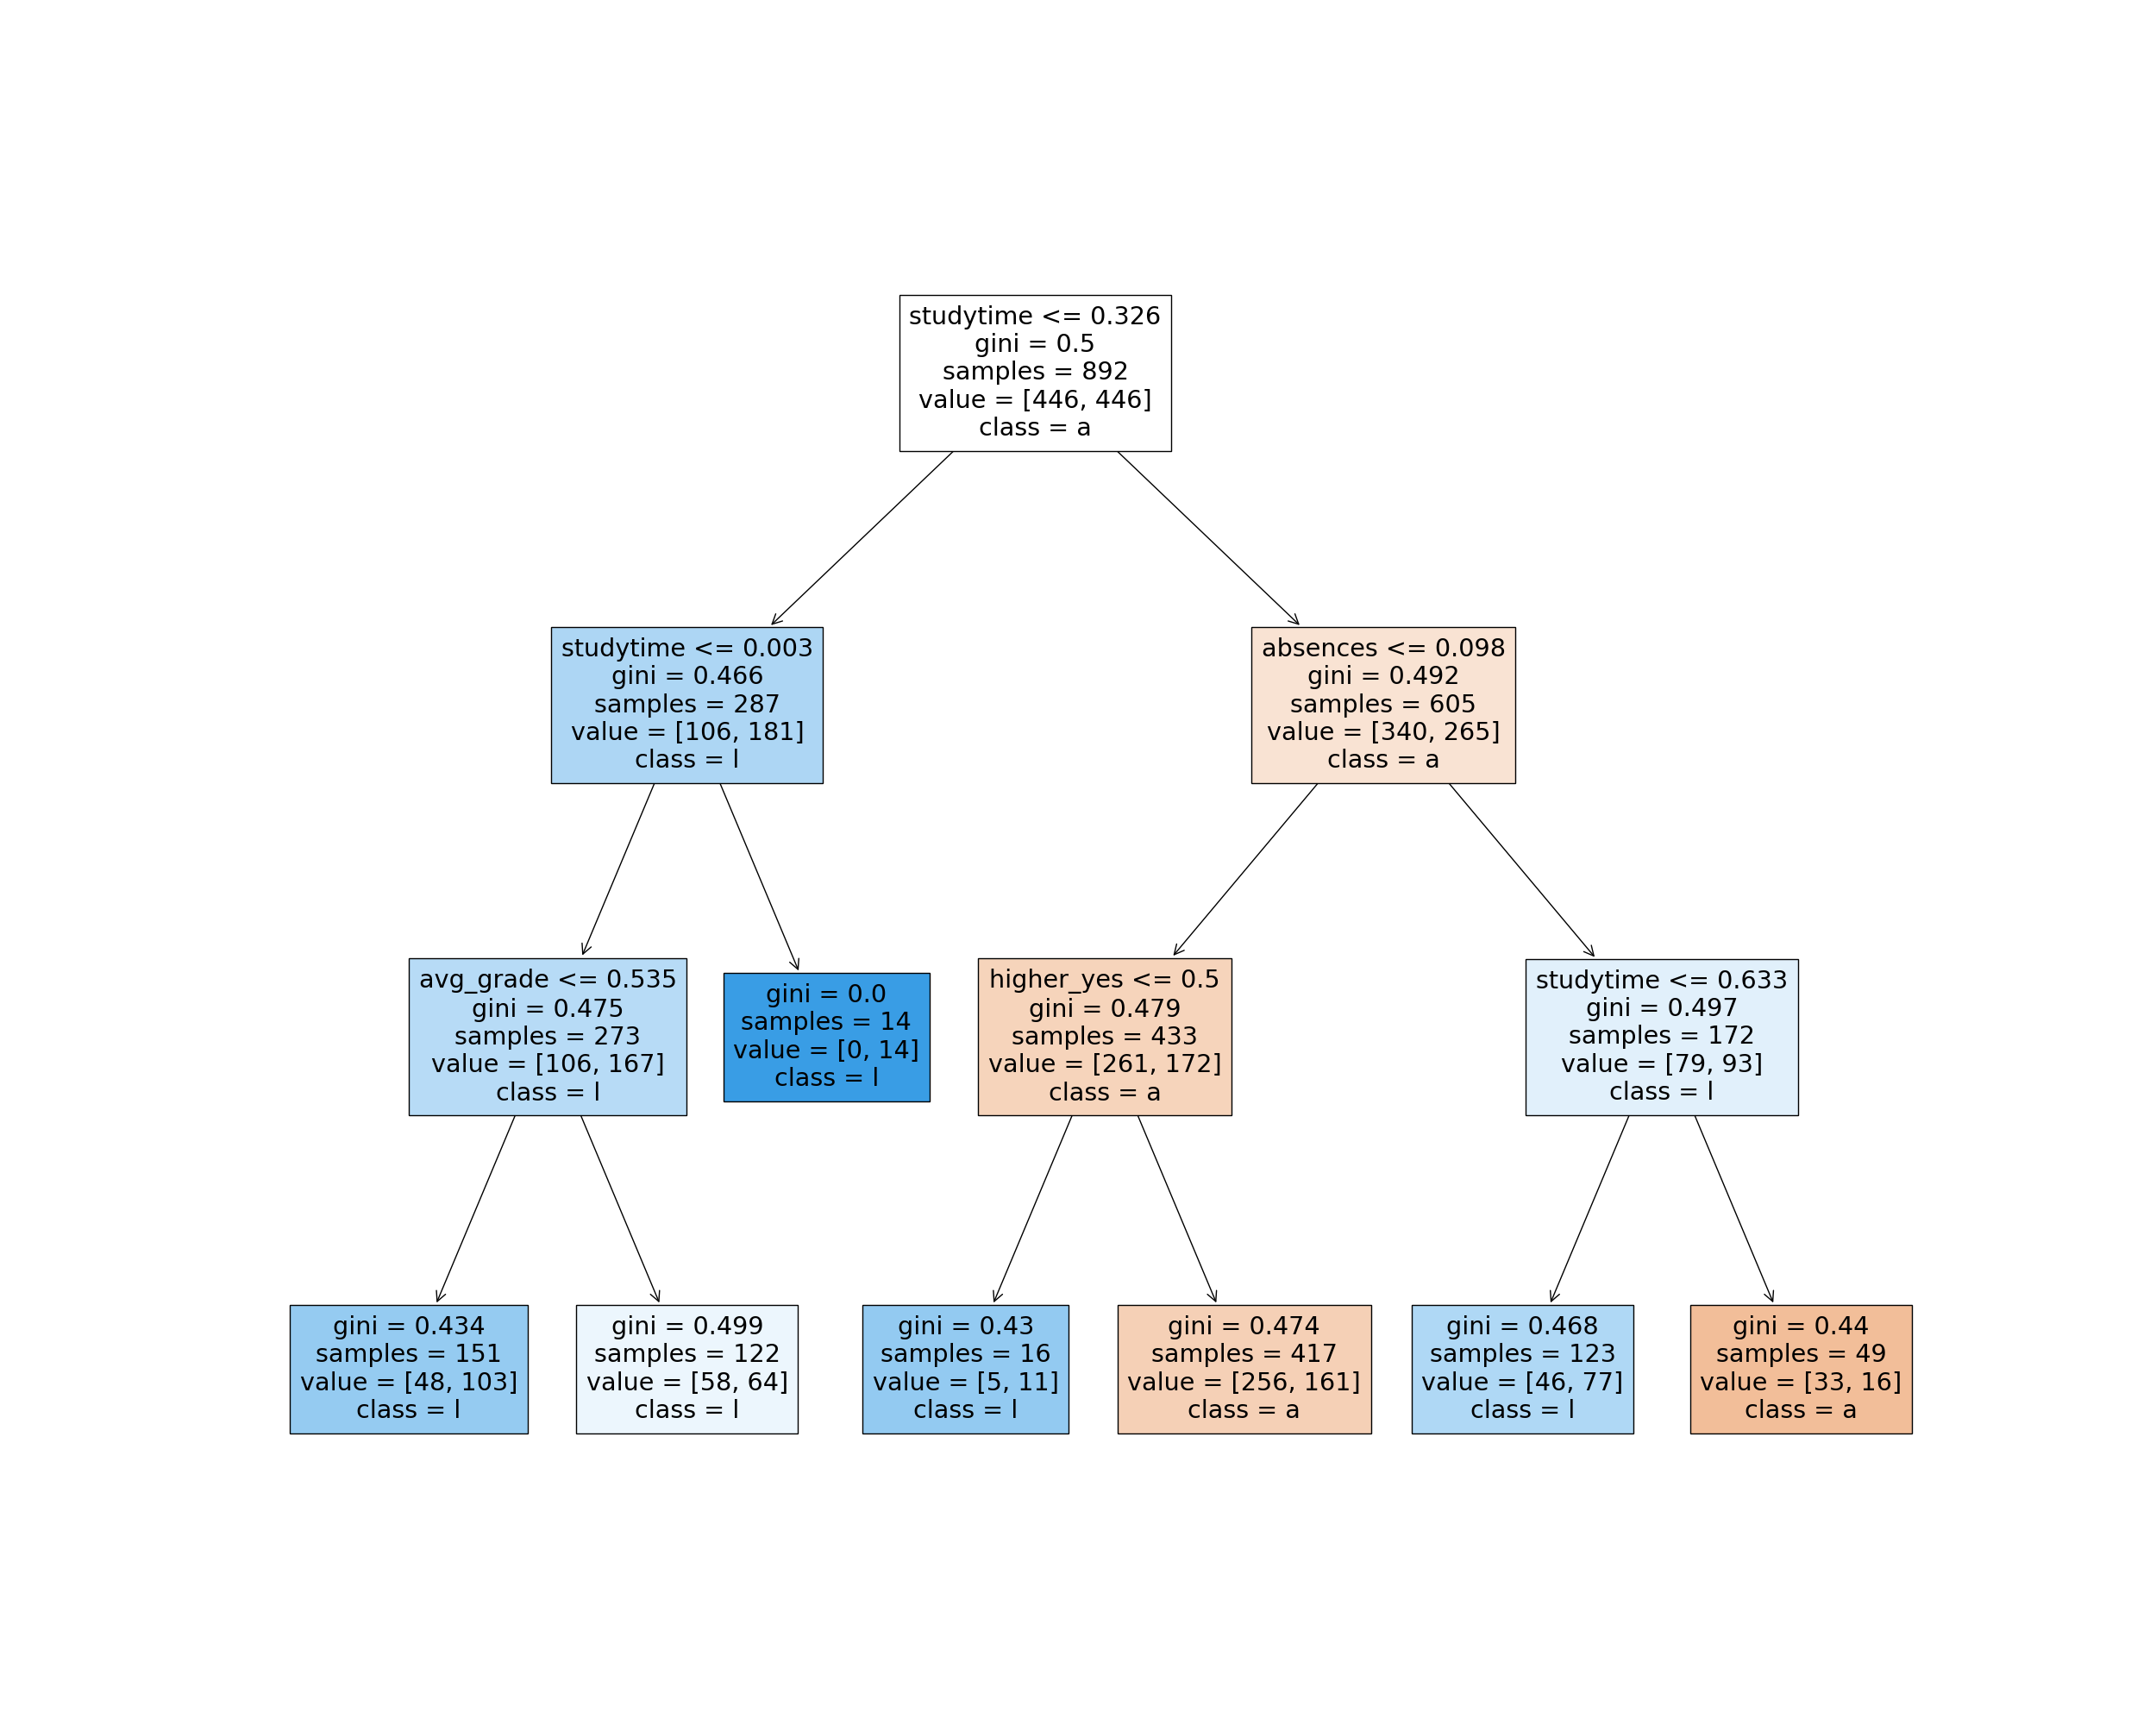 studytime <= 0.326
gini = 0.5
samples = 892
value = [446, 446]
class = a
studytime <= 0.003
gini = 0.466
samples = 287
value = [106, 181]
class = l
absences <= 0.098
gini = 0.492
samples = 605
value = [340, 265]
class = a
avg_grade <= 0.535
gini = 0.475
samples = 273
value = [106, 167]
class = l
gini = 0.0
samples = 14
value = [0, 14]
class = l
higher_yes <= 0.5
gini = 0.479
samples = 433
value = [261, 172]
class = a
studytime <= 0.633
gini = 0.497
samples = 172
value = [79, 93]
class = l
gini = 0.434
samples = 151
value = [48, 103]
class = l
gini = 0.499
samples = 122
value = [58, 64]
class = l
gini = 0.43
samples = 16
value = [5, 11]
class = l
gini = 0.474
samples = 417
value = [256, 161]
class = a
gini = 0.468
samples = 123
value = [46, 77]
class = l
gini = 0.44
samples = 49
value = [33, 16]
class = a